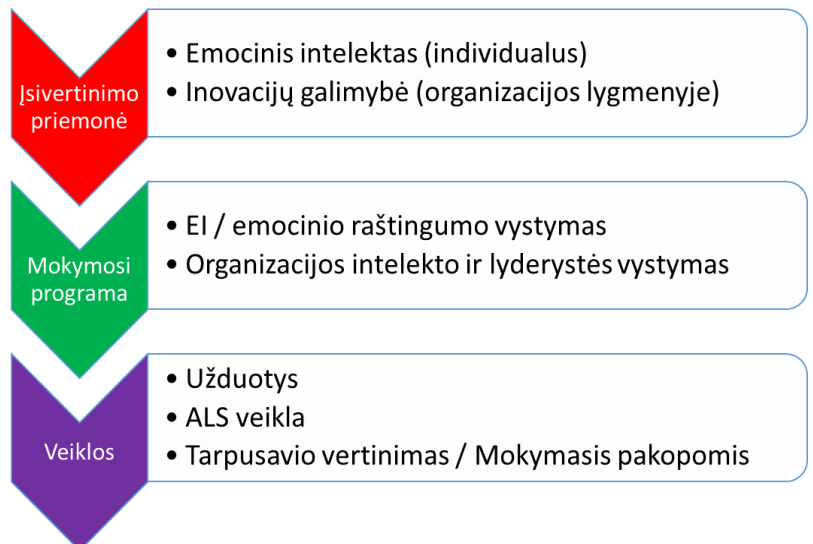 Įsivertinimo
priemonė
• Emocinis intelektas (individualus)
• Inovacijų galimybė (organizacijos lygmenyje)
Mokymosi
programa
• EI / emocinio raštingumo vystymas
• Organizacijos intelekto ir lyderystės vystymas
Veiklos
• Užduotys
• ALS veikla
• Tarpusavio vertinimas / Mokymasis pakopomis